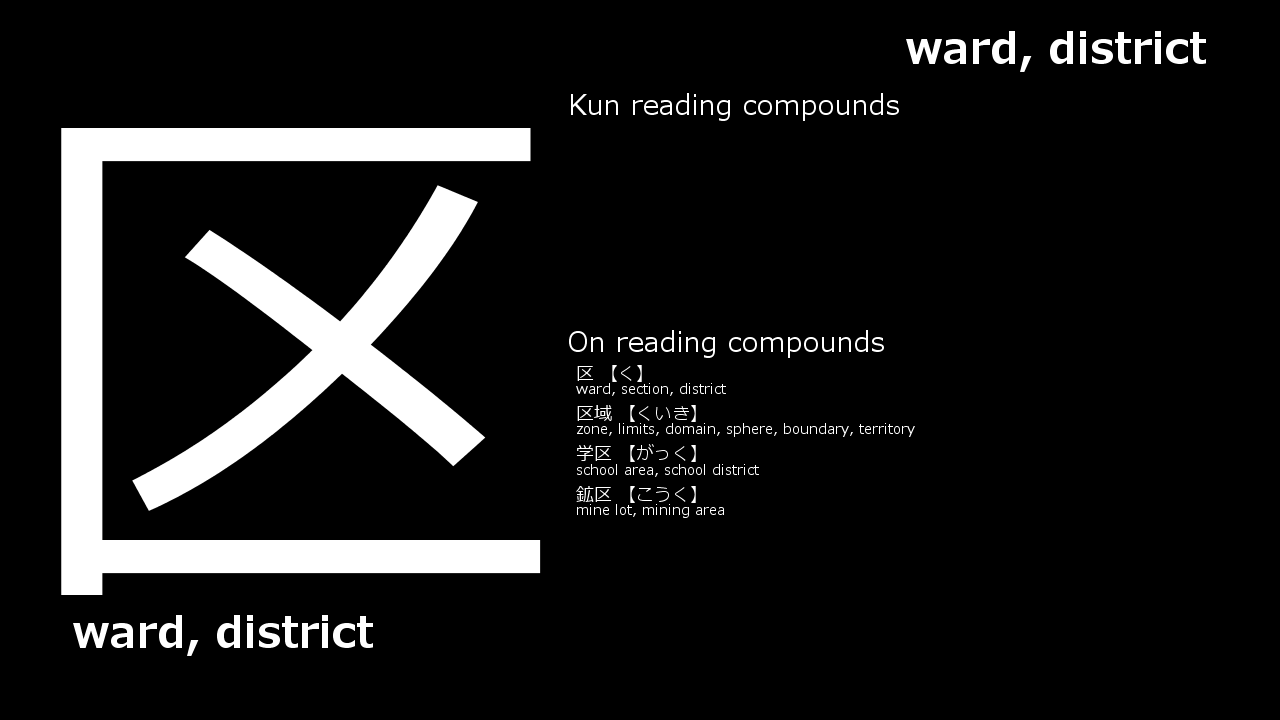 ward, district
Kun reading compounds
区
On reading compounds
区 【く】
ward, section, district
区域 【くいき】
zone, limits, domain, sphere, boundary, territory
学区 【がっく】
school area, school district
鉱区 【こうく】
mine lot, mining area
ward, district